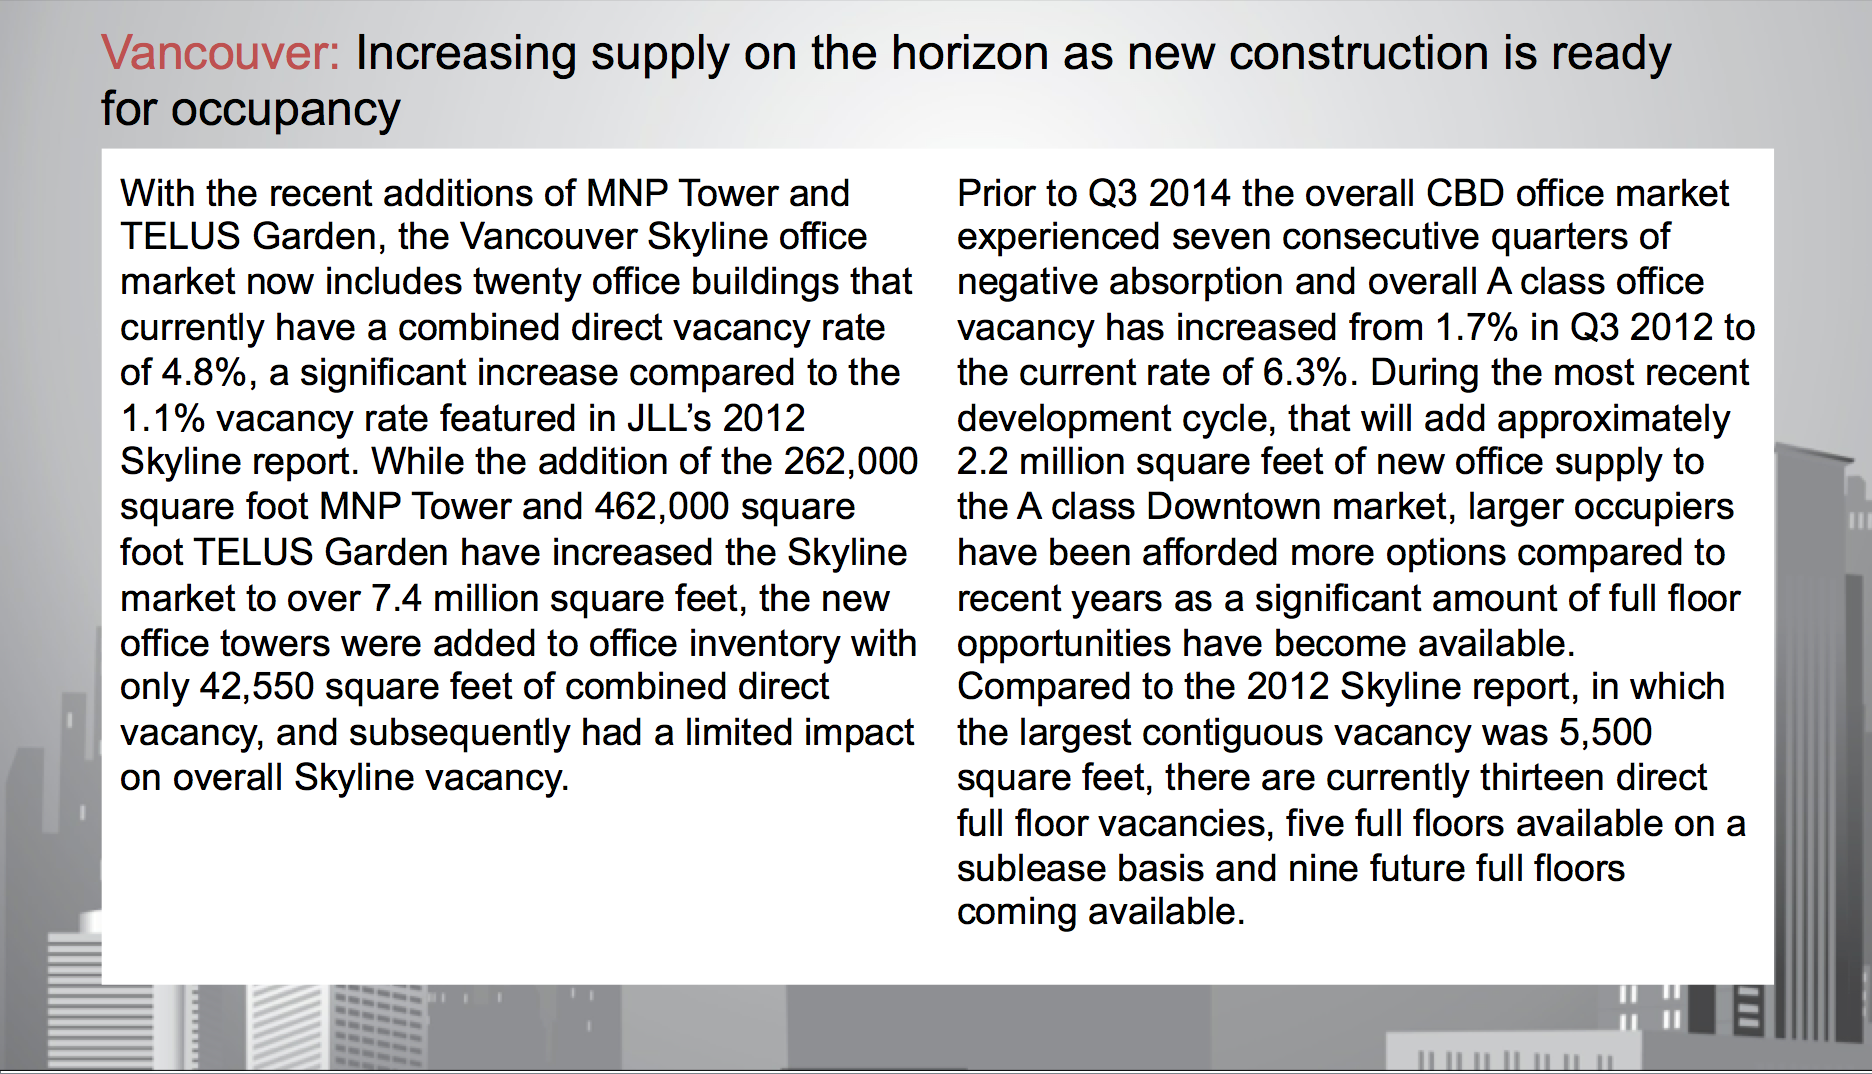 Vancouver: Increasing supply on the horizon as new construction is ready
for occupancy
With the recent additions of MNP Tower and
TELUS Garden, the Vancouver Skyline office
market now includes twenty office buildings that
currently have a combined direct vacancy rate
of 4.8%, a significant increase compared to the
1.1% vacancy rate featured in JLL’s 2012
Skyline report. While the addition of the 262,000
square foot MNP Tower and 462,000 square
foot TELUS Garden have increased the Skyline
market to over 7.4 million square feet, the new
office towers were added to office inventory with
only 42,550 square feet of combined direct
vacancy, and subsequently had a limited impact
on overall Skyline vacancy.
Prior to Q3 2014 the overall CBD office market
experienced seven consecutive quarters of
negative absorption and overall A class office
vacancy has increased from 1.7% in Q3 2012 to
the current rate of 6.3%. During the most recent
development cycle, that will add approximately
2.2 million square feet of new office supply to
the A class Downtown market, larger occupiers
have been afforded more options compared to
recent years as a significant amount of full floor
opportunities have become available.
Compared to the 2012 Skyline report, in which
the largest contiguous vacancy was 5,500
square feet, there are currently thirteen direct
full floor vacancies, five full floors available on a
sublease basis and nine future full floors
coming available.